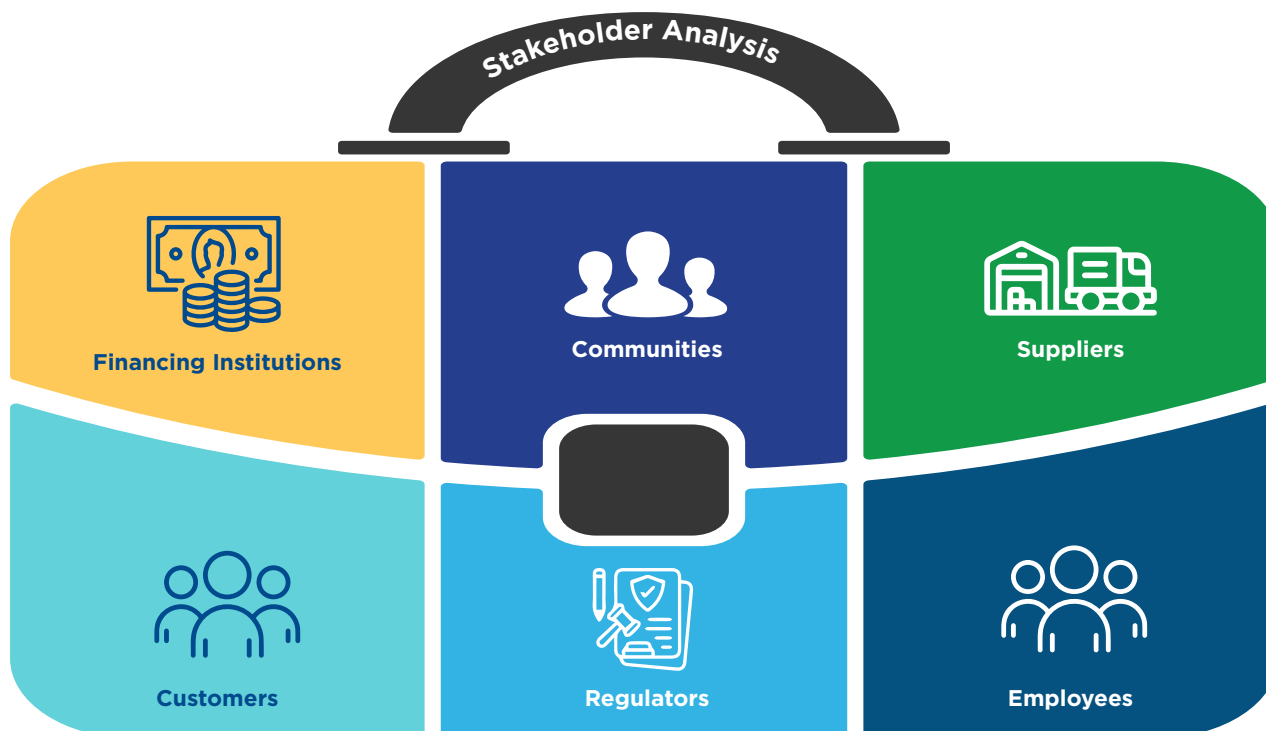 Stakeholder Analysis
Financing Institutions
Communities
Suppliers
Customers
Regulators
Employees